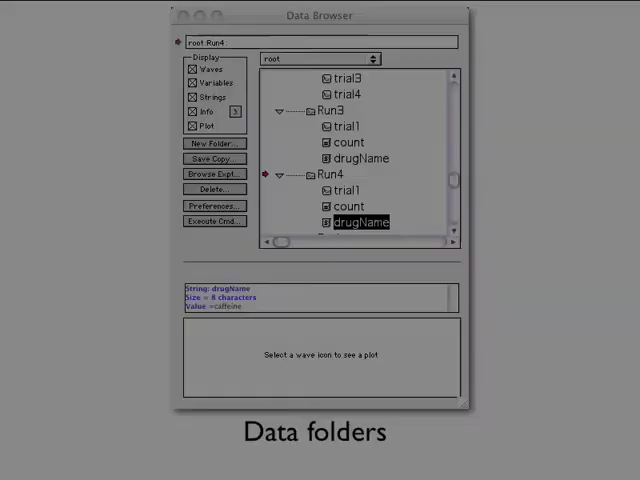 Data Browser
root:Run4:
Display
Waves
Variables
Strings
Info
Plot
New Folder...
Save Copy...
Browse Expt...
Delete...
Preferences...
Execute Cmd...
root
trial3
trial4
Run3
trial1
count
drugName
Run4
trial1
count
drugName
String: drugName
Size = 8 characters
Value =caffeine
Select a wave icon to see a plot
Data folders